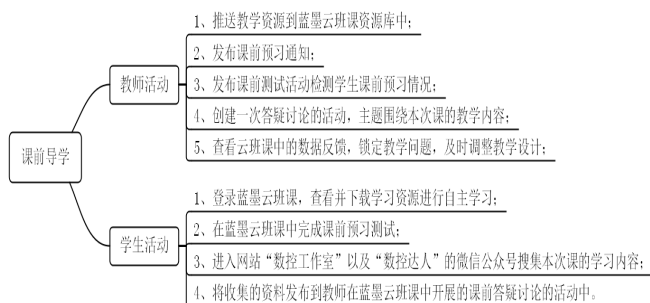 课前导学
教师活动
1、推送教学资源到蓝墨云班课资源库中;
2、发布课前预习通知;
3、发布课前测试活动检测学生课前预习情况;
4、创建一次答疑讨论的活动，主题围绕本次课的教学内容;
5、查看云班课中的数据反馈，锁定教学问题，及时调整教学设计;
学生活动
1、登录蓝墨云班课，查看并下载学习资源进行自主学习;
2、在蓝墨云班课中完成课前预习测试;
3、进入网站“数控工作室”以及“数控达人”的微信公众号搜集本次课的学习内容;
4、将收集的资料发布到教师在蓝墨云班课中开展的课前答疑讨论的活动中。